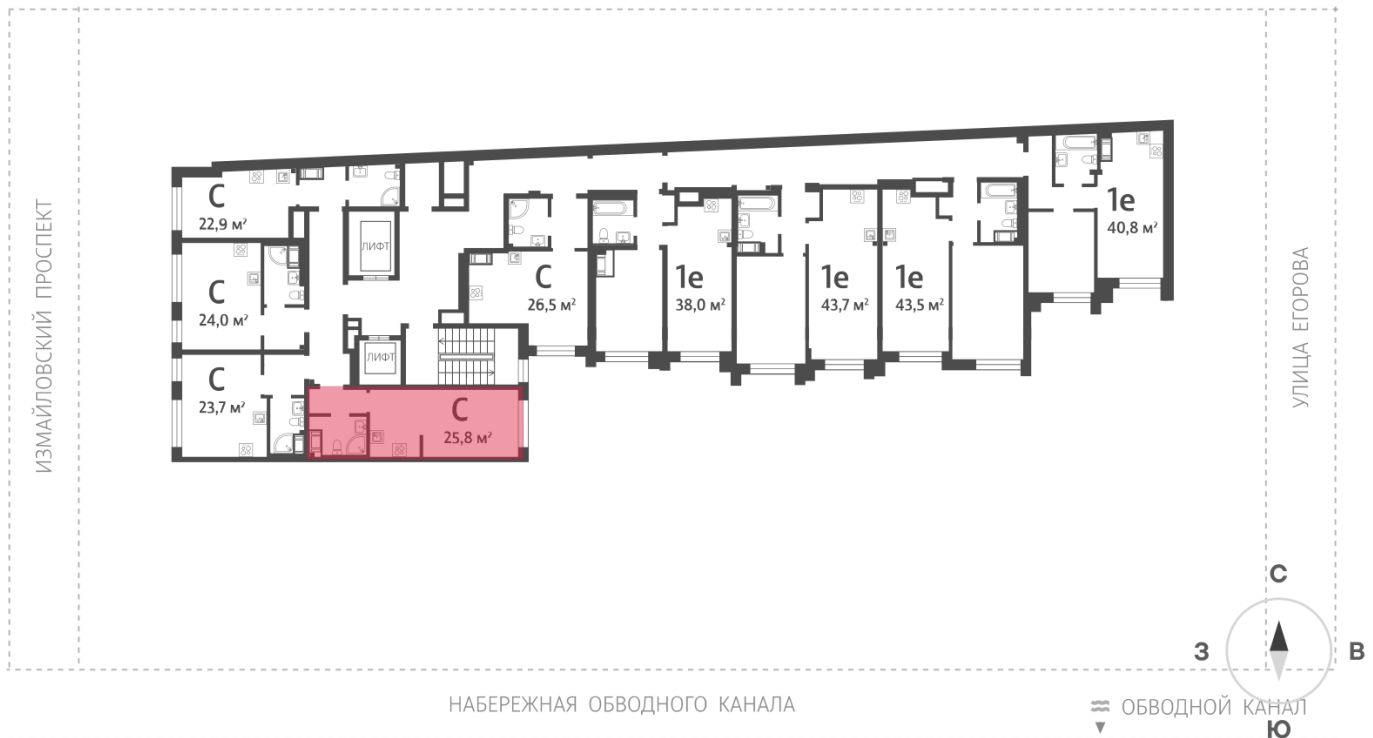 ИЗМАЙЛОВСКИЙ ПРОСПЕКТ
С
22,9 м²
ЛИФТ
С
24,0 м²
С
23,7 м²
ЛИФТ
С
25,8 м²
С
26,5 м²
1е
38,0 м²
1е
43,7 м²
1е
43,5 м²
1е
40,8 м²
УЛИЦА ЕГОРОВА
С
З
В
Ю
НАБЕРЕЖНАЯ ОБВОДНОГО КАНАЛА
ОБВОДНОЙ КАНАЛ